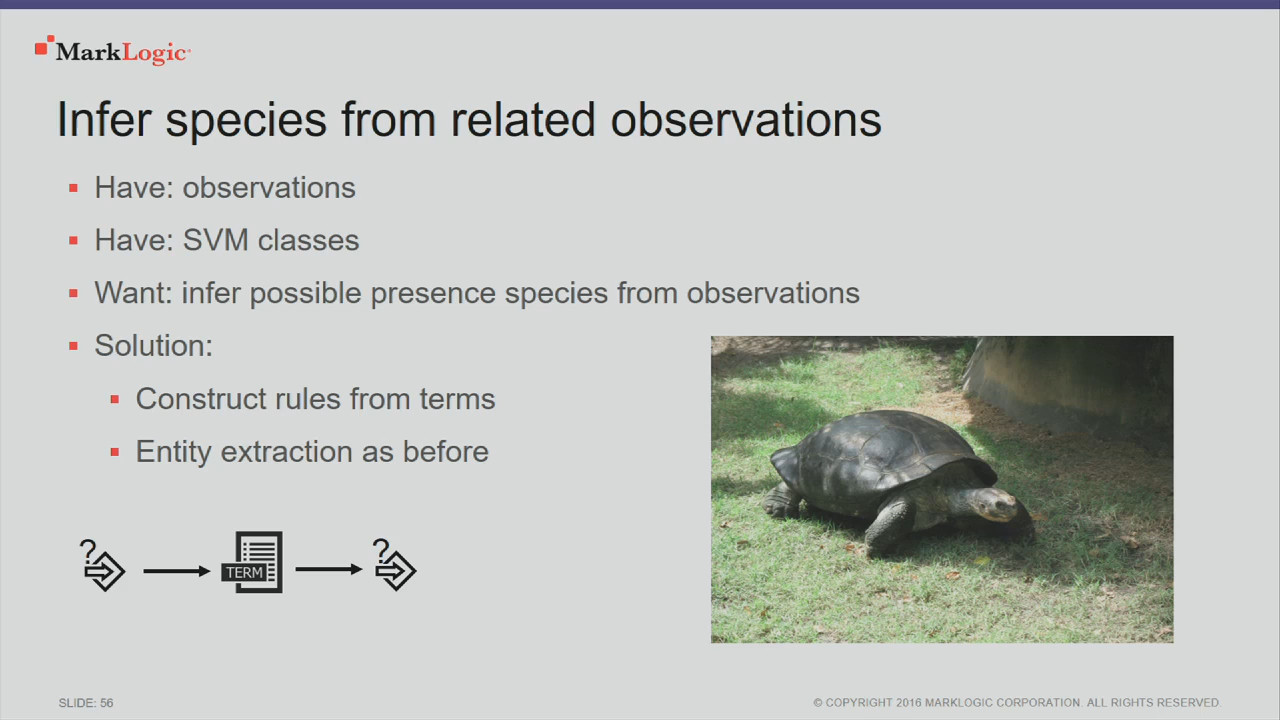 MarkLogic
Infer species from related observations
Have: observations
Have: SVM classes
Want: infer possible presence species from observations
Solution:
Construct rules from terms
Entity extraction as before
? TERM ?
SLIDE: 56
© COPYRIGHT 2016 MARKLOGIC CORPORATION. ALL RIGHTS RESERVED.